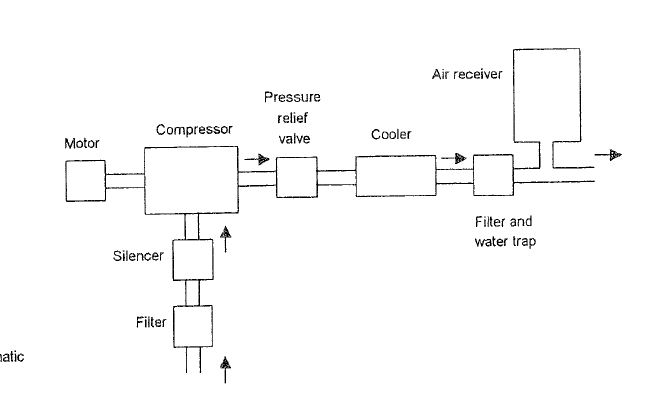 Air receiver
Pressure
relief
valve
Motor
Compressor
Cooler
Filter and
water trap
Silencer
Filter
natic